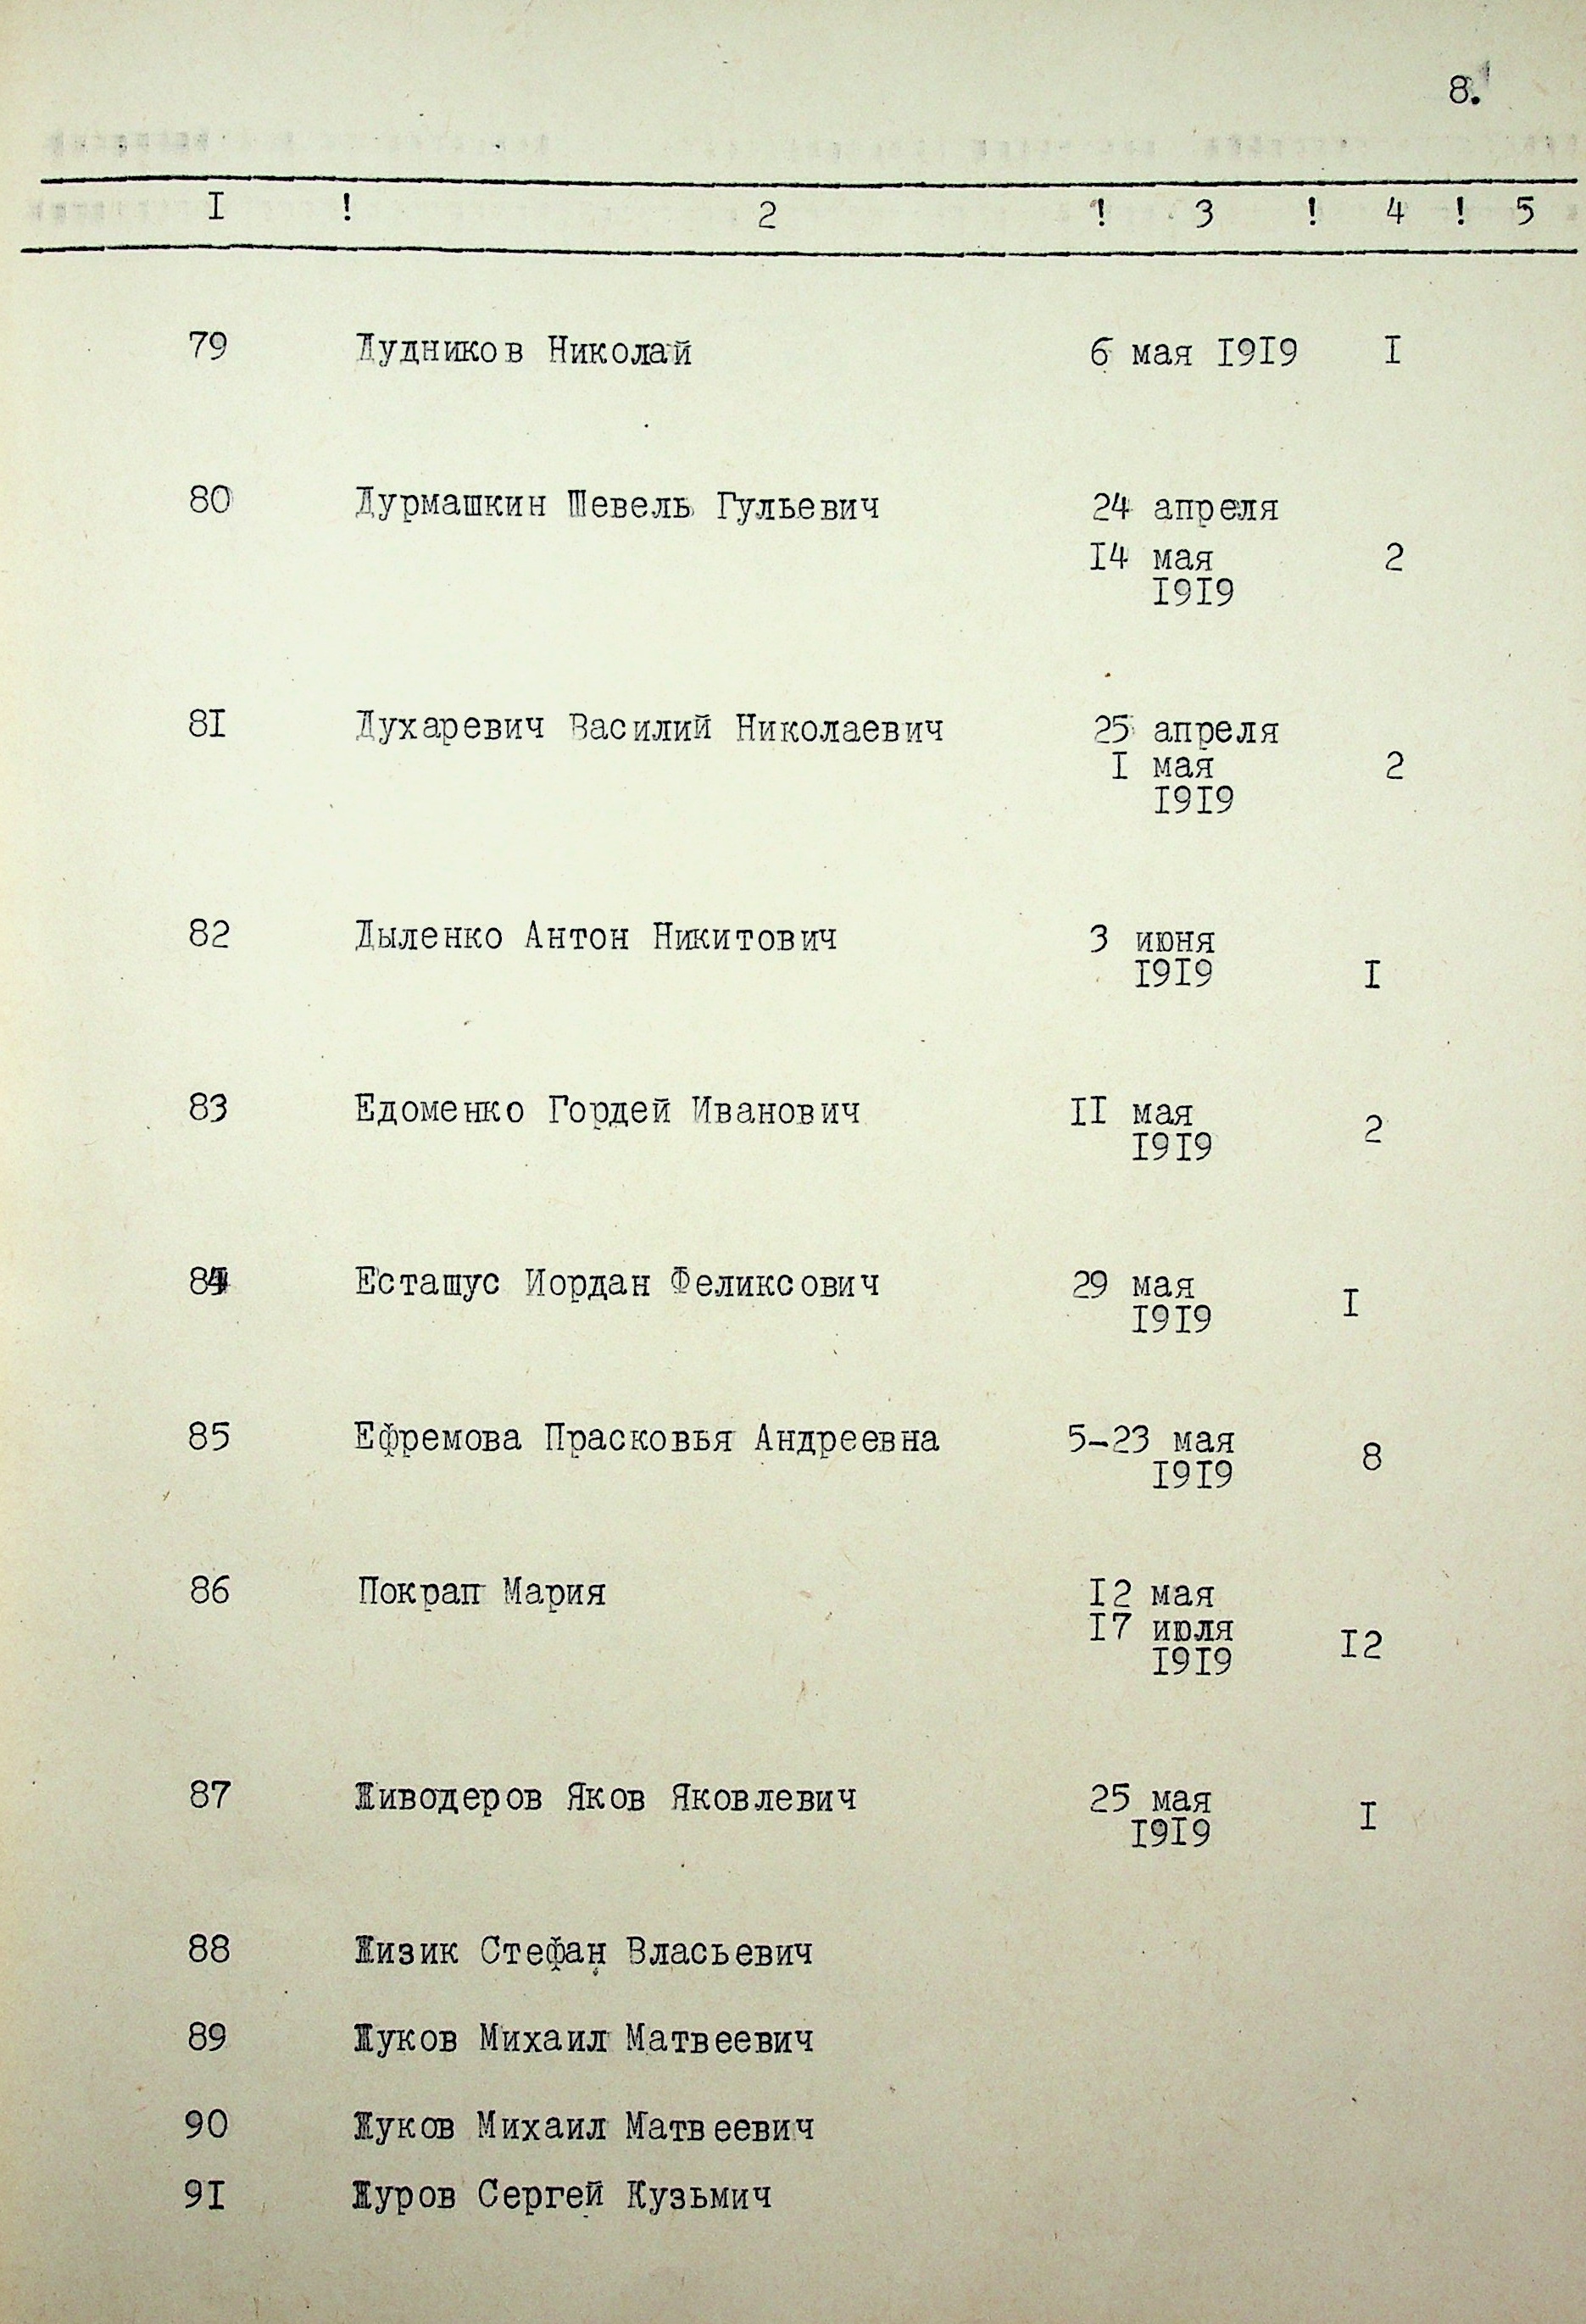 8.
I ! 2 ! 3 ! 4 ! 5
79 Дудников Николай 6 мая I9I9 I
80 Дурмашкин Шевель Гульевич 24 апреля
I4 мая 2
I9I9
8I Духаревич Василий Николаевич 25 апреля
I мая 2
I9I9
82 Дыленко Антон Никитович 3 июня
I9I9 I
83 Едоменко Гордей Иванович II мая
I9I9 2
84 Есташус Иордан Феликсович 29 мая
I9I9 I
85 Ефремова Прасковья Андреевна 5-23 мая
I9I9 8
86 Покрап Мария I2 мая
I7 июля
I9I9 I2
87 Живодеров Яков Яковлевич 25 мая
I9I9 I
88 Жизик Стефан Власьевич
89 Жуков Михаил Матвеевич
90 Жуков Михаил Матвеевич
9I Журов Сергей Кузьмич